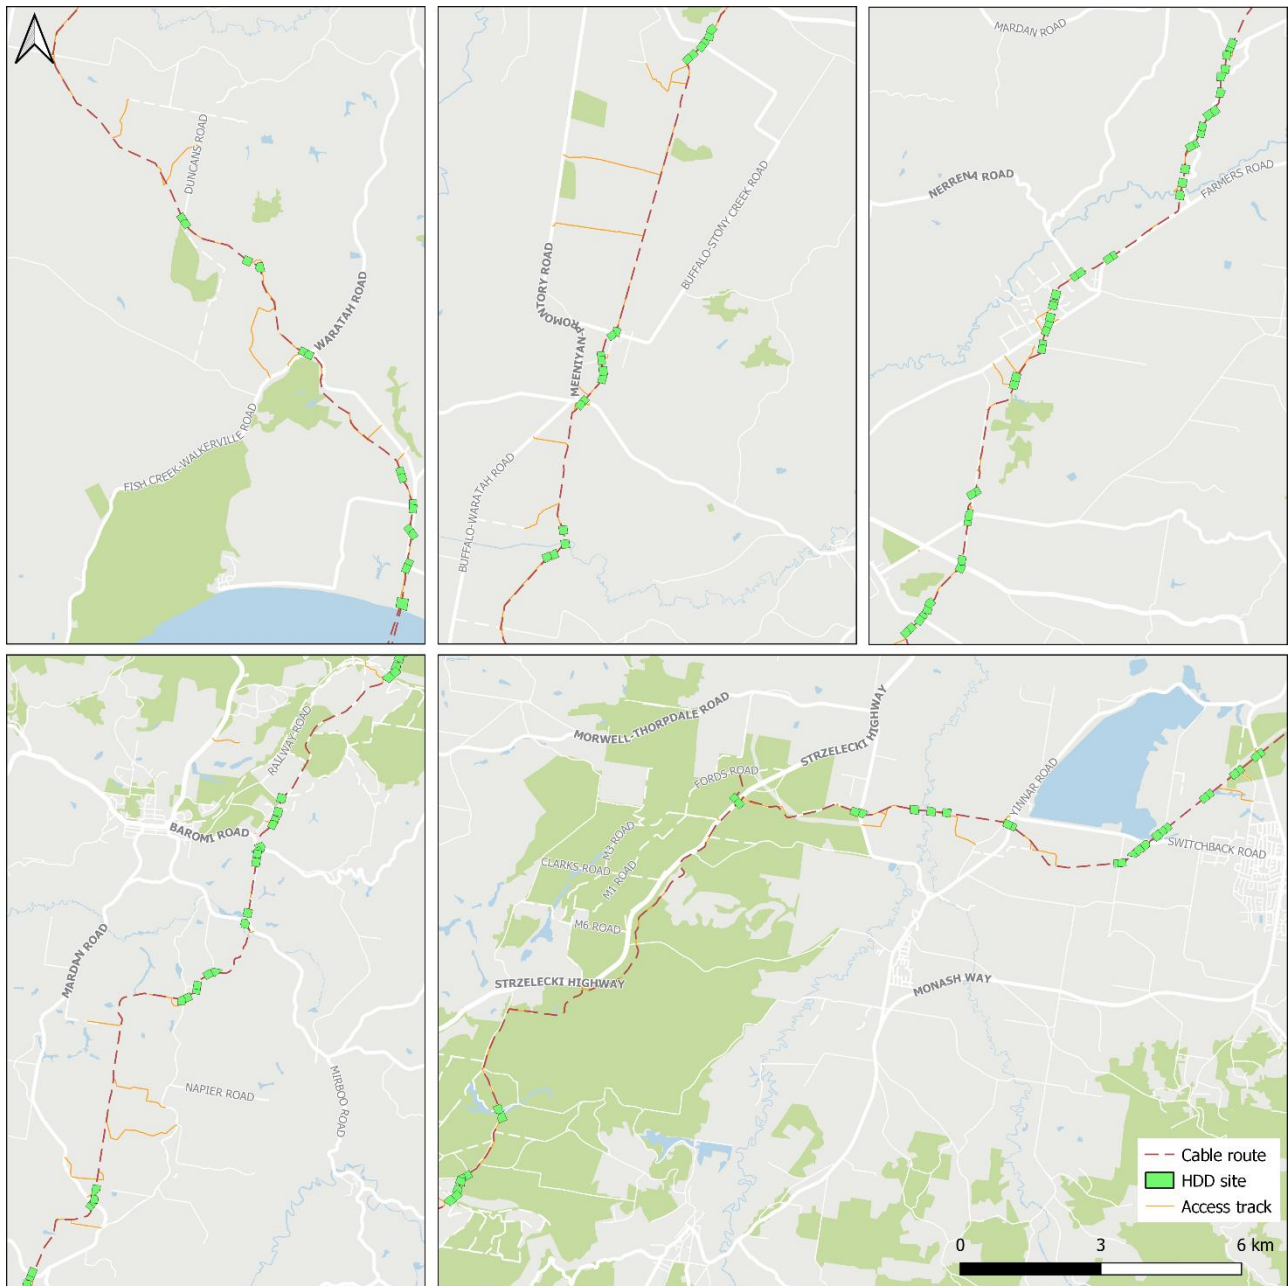 DUNCANS ROAD
WARATAH ROAD
FISH CREEK-WALKERVILLE ROAD
BUFFALO-STONY CREEK ROAD
MEENIYAN-PROMONTORY ROAD
BUFFALO-WARATAH ROAD
MARDAN ROAD
NERRENA ROAD
FARMERS ROAD
RAILWAY ROAD
BAROMI ROAD
MARDAN ROAD
NAPIER ROAD
MIRBOO ROAD
MORWELL-THORPDALE ROAD
STRZELECKI HIGHWAY
FORDS ROAD
YINNAR ROAD
M3 ROAD
CLARKS ROAD
M1 ROAD
SWITCHBACK ROAD
M6 ROAD
STRZELECKI HIGHWAY
MONASH WAY
Cable route
HDD site
Access track
0 3 6 km